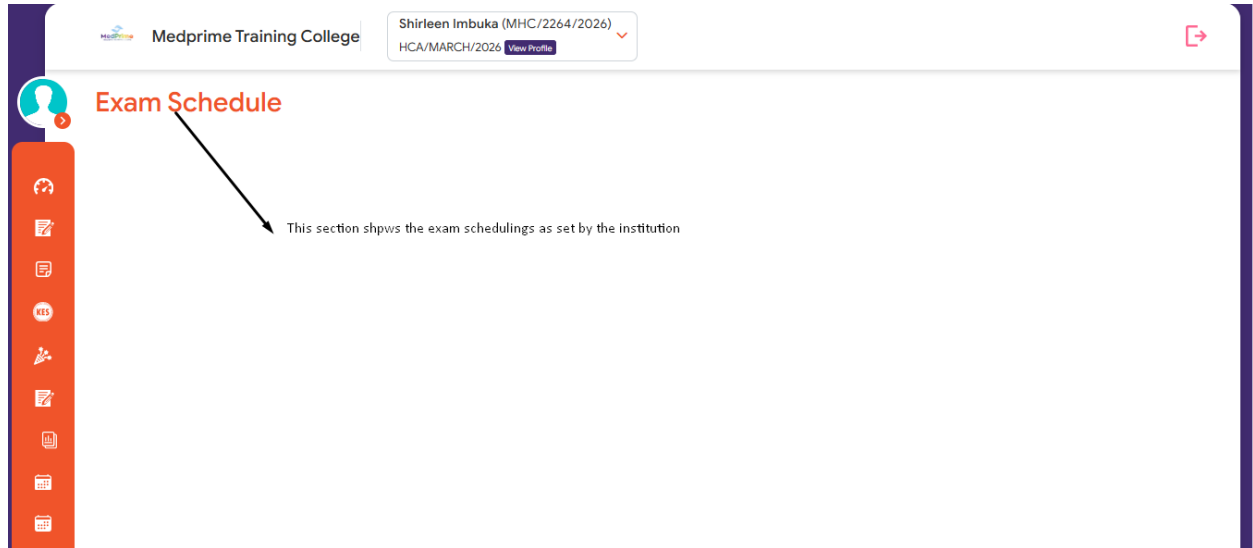 Medprime Training College
Shirleen Imbuka (MHC/2264/2026)
HCA/MARCH/2026 View Profile
Exam Schedule
This section shpws the exam schedulings as set by the institution
KES